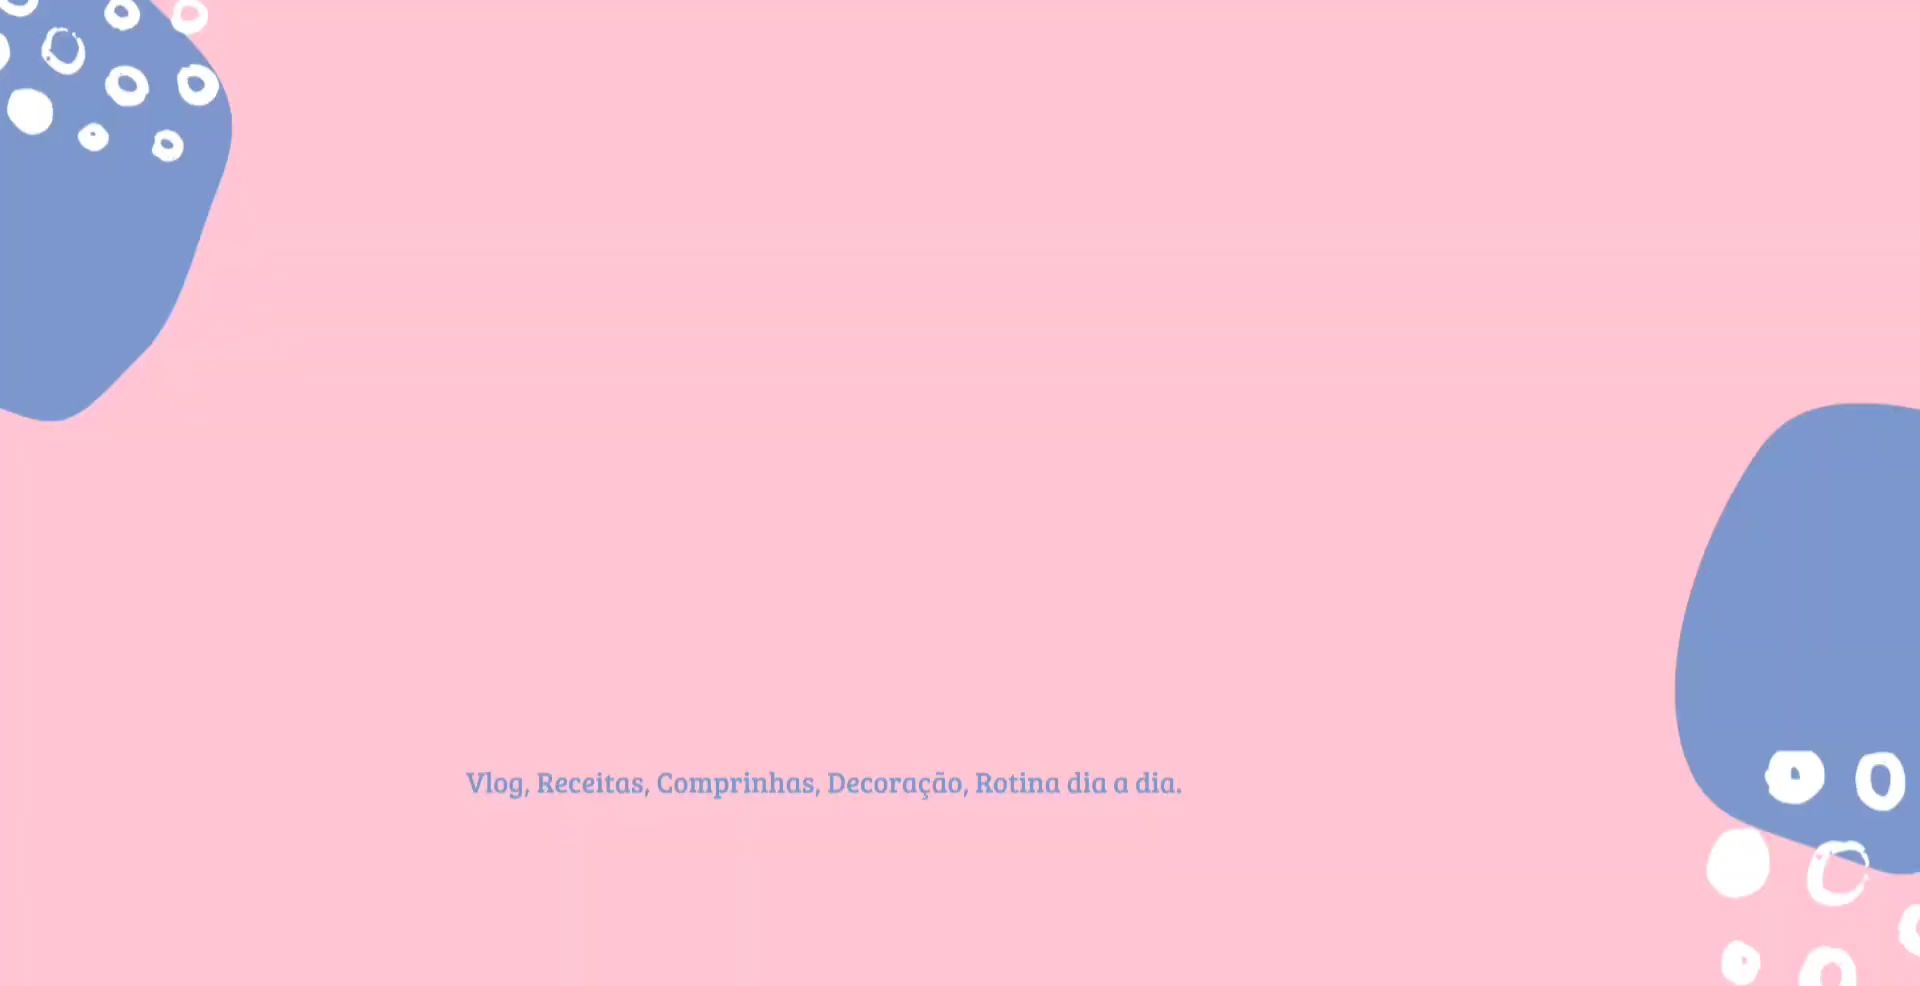 Vlog, Receitas, Comprinhas, Decoração, Rotina dia a dia.